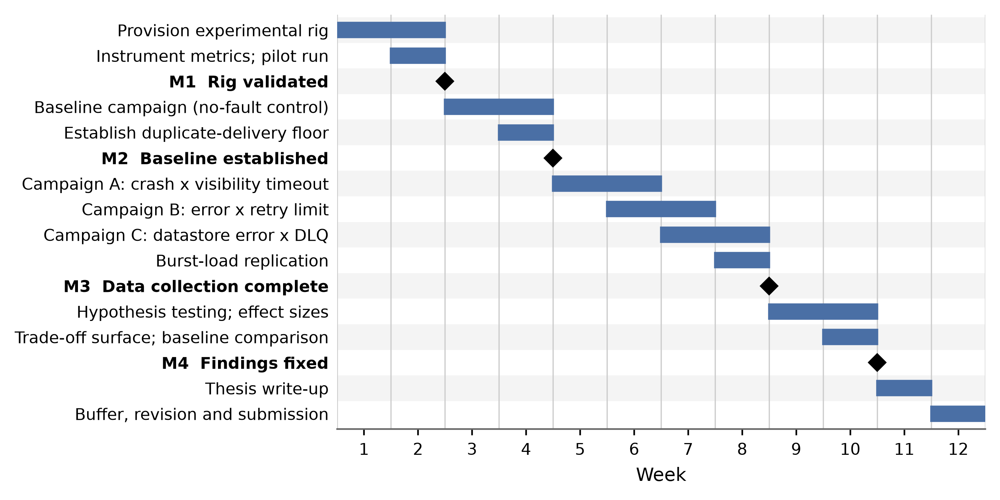 Provision experimental rig
Instrument metrics; pilot run
M1 Rig validated
Baseline campaign (no-fault control)
Establish duplicate-delivery floor
M2 Baseline established
Campaign A: crash x visibility timeout
Campaign B: error x retry limit
Campaign C: datastore error x DLQ
Burst-load replication
M3 Data collection complete
Hypothesis testing; effect sizes
Trade-off surface; baseline comparison
M4 Findings fixed
Thesis write-up
Buffer, revision and submission
1 2 3 4 5 6 7 8 9 10 11 12
Week